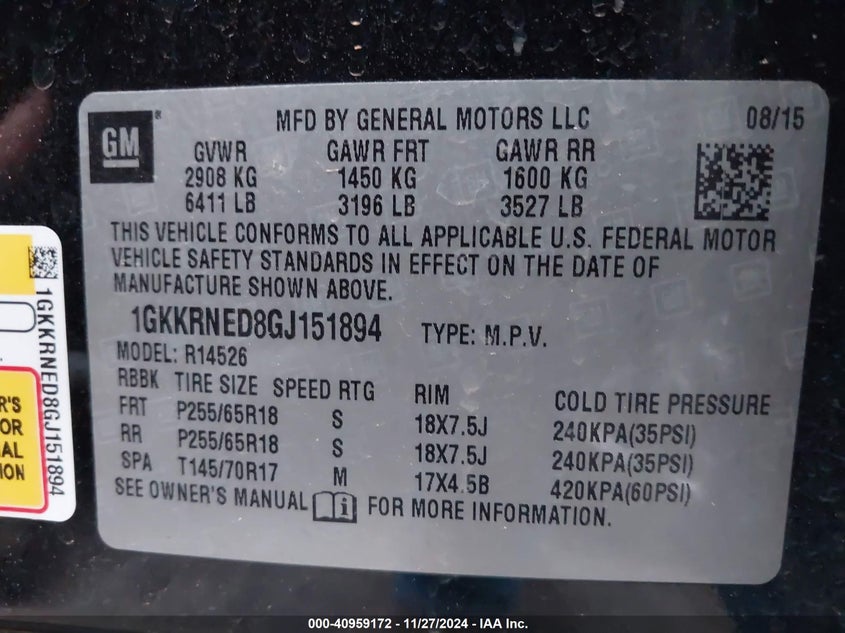 GM
®
MFD BY GENERAL MOTORS LLC 08/15
GVWR GAWR FRT GAWR RR
2908 KG 1450 KG 1600 KG
6411 LB 3196 LB 3527 LB
THIS VEHICLE CONFORMS TO ALL APPLICABLE U.S. FEDERAL MOTOR
VEHICLE SAFETY STANDARDS IN EFFECT ON THE DATE OF
MANUFACTURE SHOWN ABOVE.
1GKKRNED8GJ151894 TYPE: M.P.V.
MODEL: R14526
RBBK TIRE SIZE SPEED RTG RIM COLD TIRE PRESSURE
FRT P255/65R18 S 18X7.5J 240KPA(35PSI)
RR P255/65R18 S 18X7.5J 240KPA(35PSI)
SPA T145/70R17 M 17X4.5B 420KPA(60PSI)
SEE OWNER'S MANUAL i FOR MORE INFORMATION.
1GKKRNED8GJ151894
R'S
OR
AL
ION
000-40959172 - 11/27/2024 - IAA Inc.